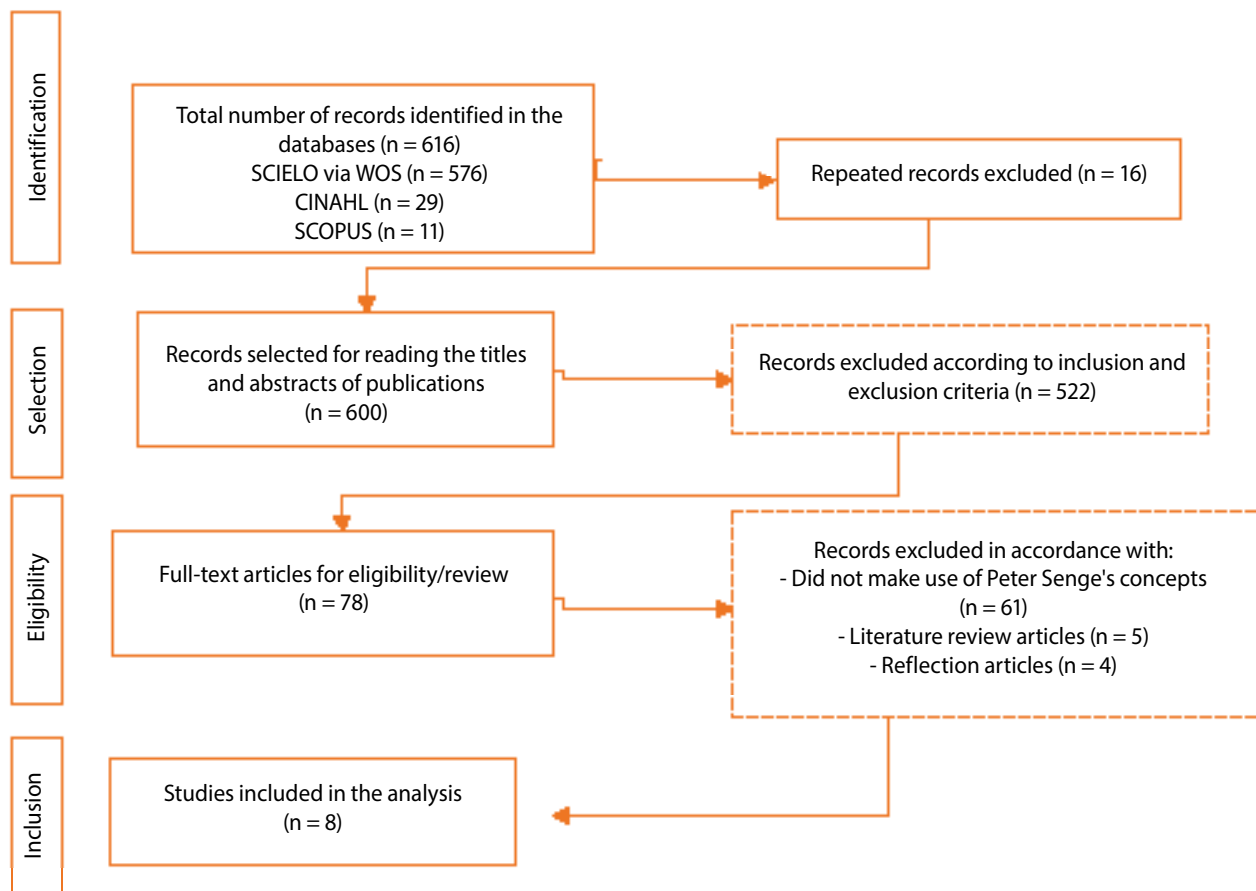 Identification
Total number of records identified in the
databases (n = 616)
SCIELO via WOS (n = 576)
CINAHL (n = 29)
SCOPUS (n = 11)
Repeated records excluded (n = 16)
Selection
Records selected for reading the titles
and abstracts of publications
(n = 600)
Records excluded according to inclusion and
exclusion criteria (n = 522)
Eligibility
Full-text articles for eligibility/review
(n = 78)
Records excluded in accordance with:
- Did not make use of Peter Senge's concepts
(n = 61)
- Literature review articles (n = 5)
- Reflection articles (n = 4)
Inclusion
Studies included in the analysis
(n = 8)